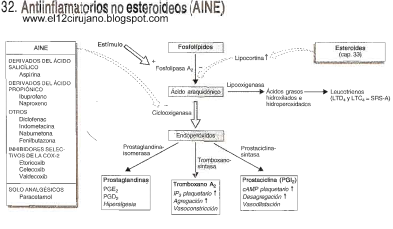 32. Antiinflamatorios no esteroideos (AINE)
www.el12cirujano.blogspot.com
AINE
DERIVADOS DEL ÁCIDO
SALICÍLICO
Aspirina
DERIVADOS DEL ÁCIDO
PROPIÓNICO
Ibuprofeno
Naproxeno
OTROS
Diclofenac
Indometacina
Nabumetona
Fenilbutazona
INHIBIDORES SELEC-
TIVOS DE LA COX-2
Etoricoxib
Celecoxib
Valdecoxib
SOLO ANALGÉSICOS
Paracetamol
Estímulo
Fosfolípidos
Esteroides
(cap. 33)
+
Fosfolipasa A₂
-
Lipocortina ↑
Lipooxigenasa
Ácido araquidónico
Ácidos grasos
hidroxilados e
hidroperoxidados
Leucotrienos
(LTD₄ y LTC₄ = SRS-A)
-
Ciclooxigenasa
Endoperóxidos
Prostaglandina-
isomerasa
Tromboxano-
sintasa
Prostaciclina-
sintasa
Prostaglandinas
PGE₂
PGD₂
Hiperalgesia
Tromboxano A₂
IP₃ plaquetario ↑
Agregación ↑
Vasoconstricción
Prostaciclina (PGI₂)
cAMP plaquetario ↑
Desagregación ↑
Vasodilatación